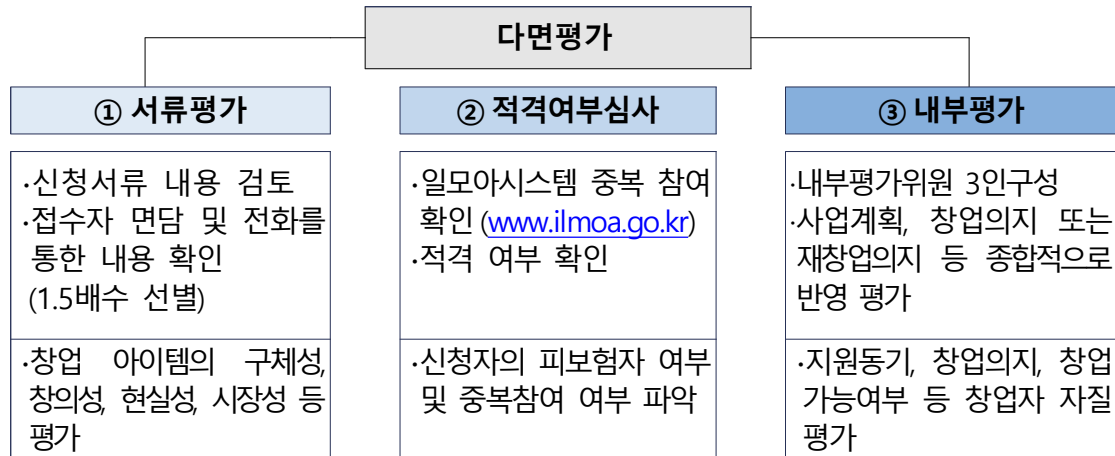 다면평가
① 서류평가
·신청서류 내용 검토
·접수자 면담 및 전화를
통한 내용 확인
(1.5배수 선별)
·창업 아이템의 구체성,
창의성, 현실성, 시장성 등
평가
② 적격여부심사
·일모아시스템 중복 참여
확인 (www.ilmoa.go.kr)
·적격 여부 확인
·신청자의 피보험자 여부
및 중복참여 여부 파악
③ 내부평가
·내부평가위원 3인구성
·사업계획, 창업의지 또는
재창업의지 등 종합적으로
반영 평가
·지원동기, 창업의지, 창업
가능여부 등 창업자 자질
평가